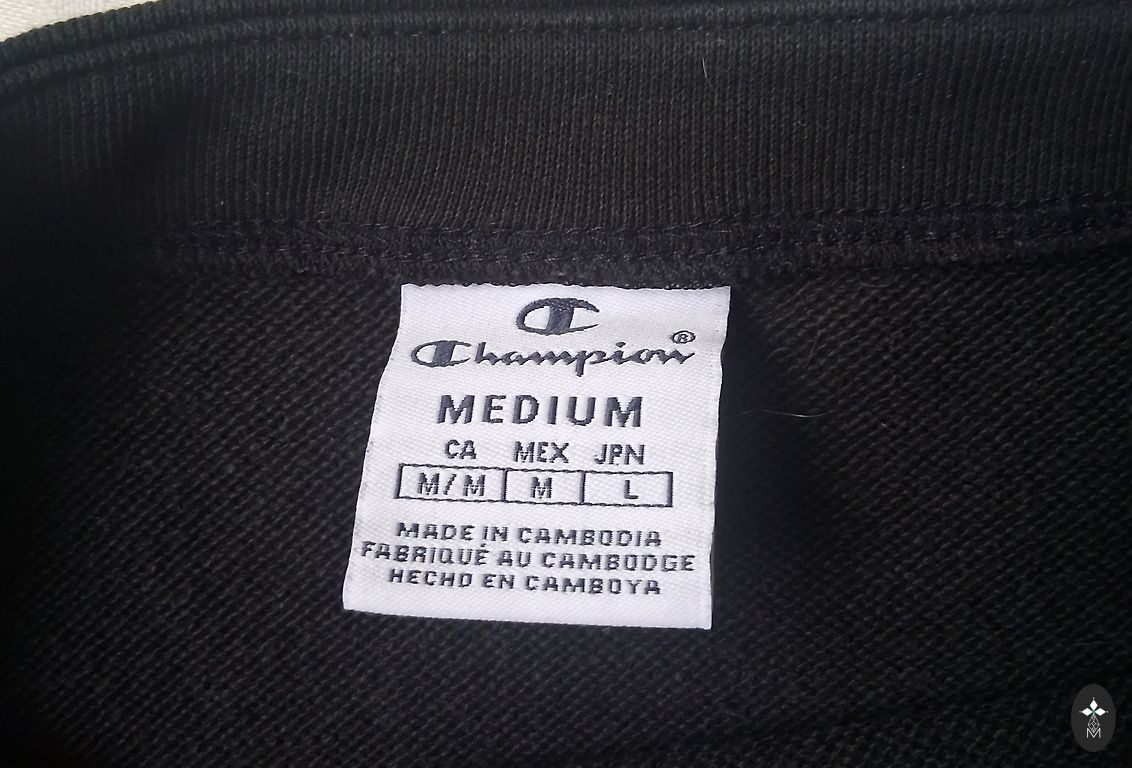 Champion®
MEDIUM
CA MEX JPN
M/M M L
MADE IN CAMBODIA
FABRIQUÉ AU CAMBODGE
HECHO EN CAMBOYA
M